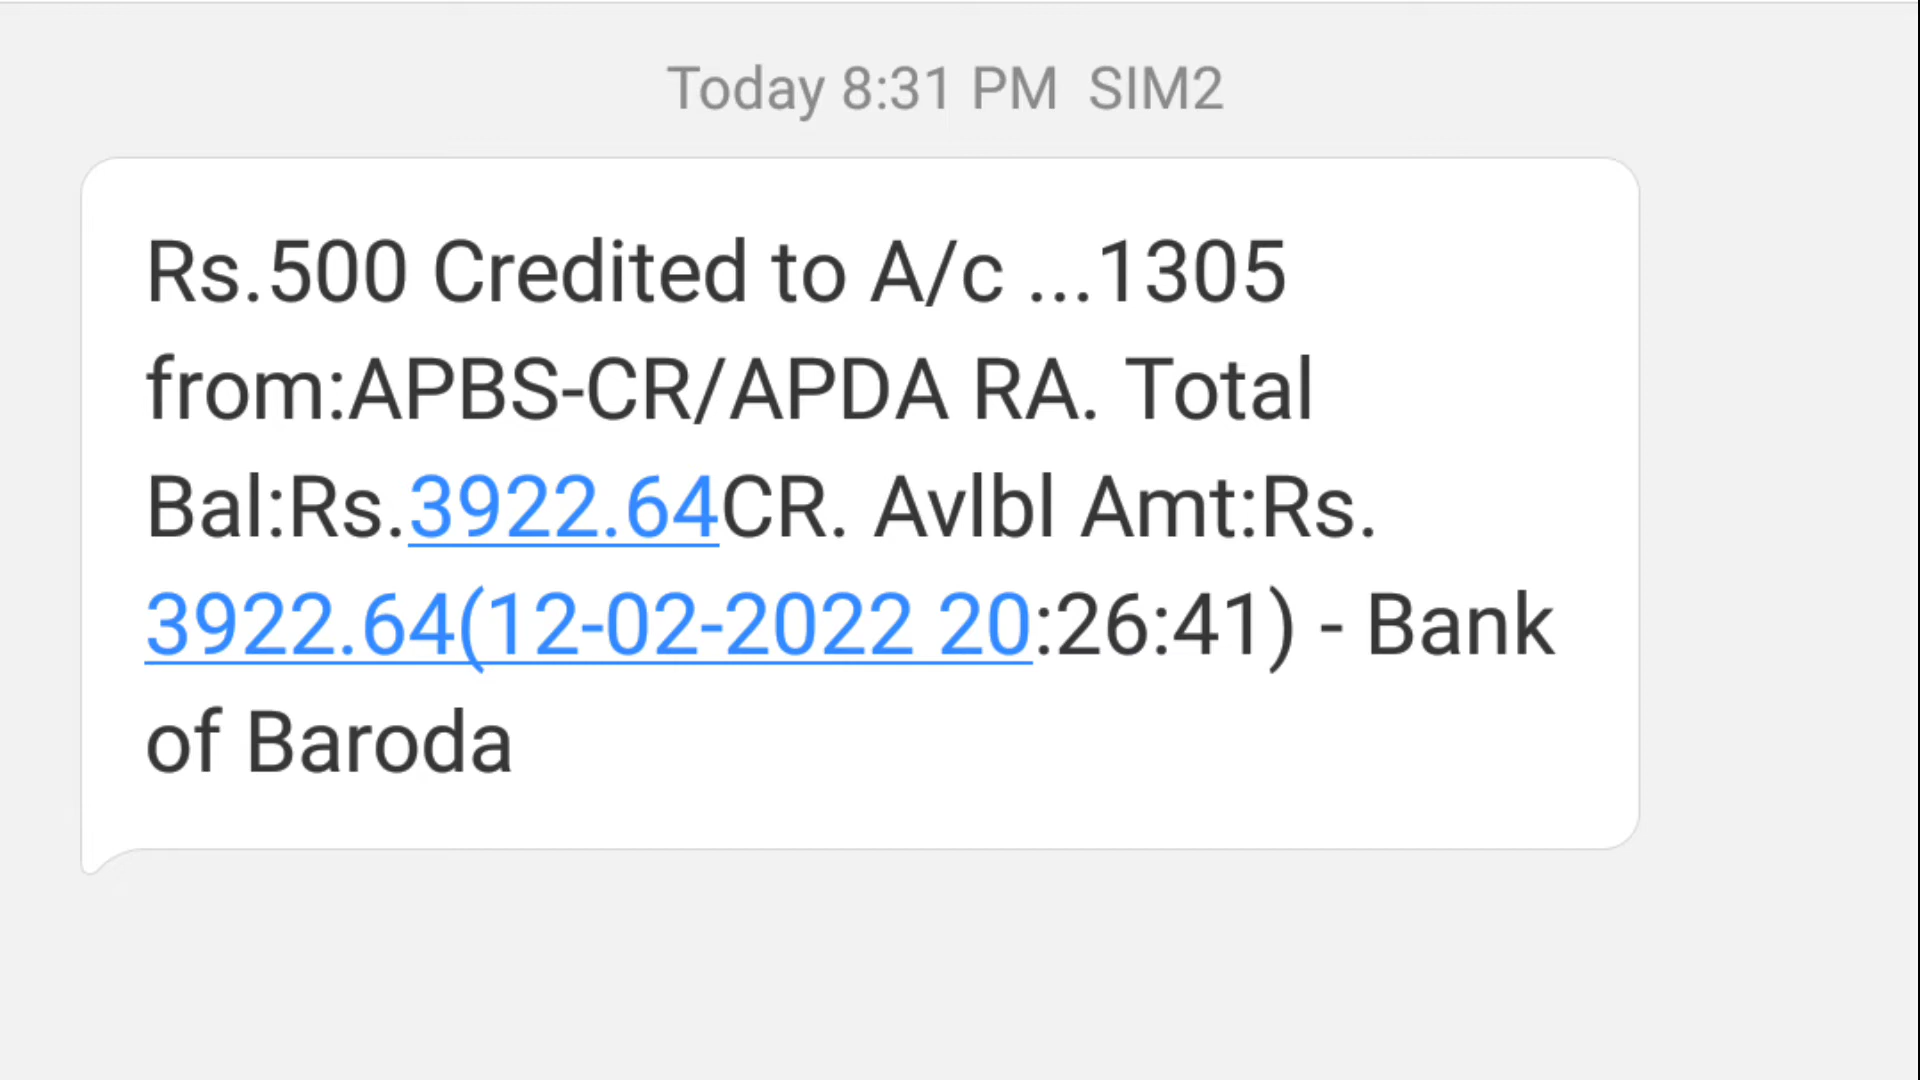 Today 8:31 PM SIM2
Rs.500 Credited to A/c ...1305
from:APBS-CR/APDA RA. Total
Bal:Rs.3922.64CR. Avlbl Amt:Rs.
3922.64(12-02-2022 20:26:41) - Bank
of Baroda